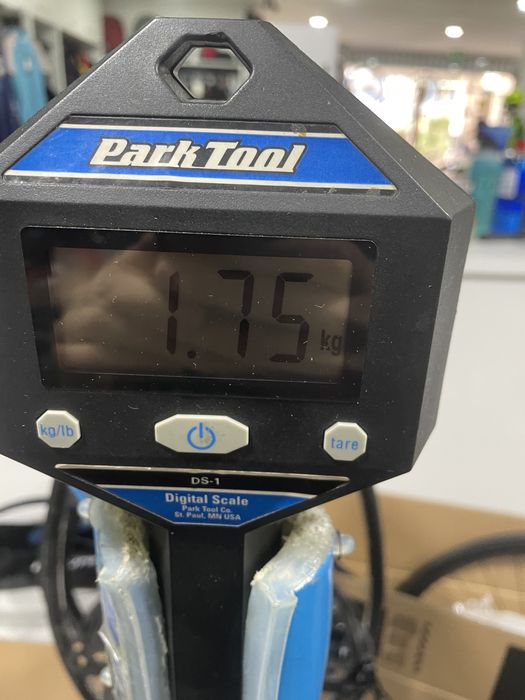 Park Tool
1.75 kg
kg/lb
tare
DS-1
Digital Scale
Park Tool Co.
St. Paul, MN USA